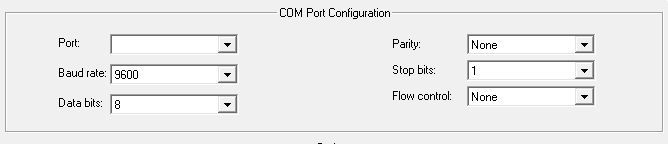 COM Port Configuration
Port:
Parity: None
Baud rate: 9600
Stop bits: 1
Data bits: 8
Flow control: None